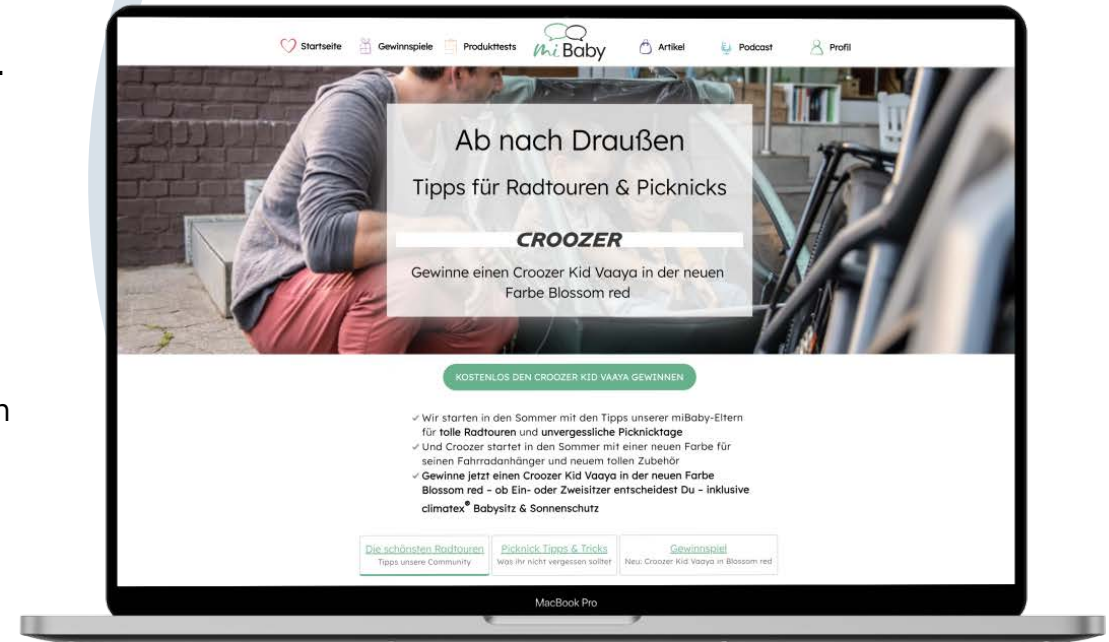 Startseite
Gewinnspiele
Produkttests
mi Baby
Artikel
Podcast
Profil
Ab nach Draußen
Tipps für Radtouren & Picknicks
CROOZER
Gewinne einen Croozer Kid Vaaya in der neuen
Farbe Blossom red
KOSTENLOS DEN CROOZER KID VAAYA GEWINNEN
✓ Wir starten in den Sommer mit den Tipps unserer miBaby-Eltern
für tolle Radtouren und unvergessliche Picknicktage
✓ Und Croozer startet in den Sommer mit einer neuen Farbe für
seinen Fahrradanhänger und neuem tollen Zubehör
✓ Gewinne jetzt einen Croozer Kid Vaaya in der neuen Farbe
Blossom red – ob Ein- oder Zweisitzer entscheidest Du – inklusive
climatex® Babysitz & Sonnenschutz
Die schönsten Radtouren
Tipps unsere Community
Picknick Tipps & Tricks
Was ihr nicht vergessen solltet
Gewinnspiel
Neu: Croozer Kid Vaaya in Blossom red
MacBook Pro